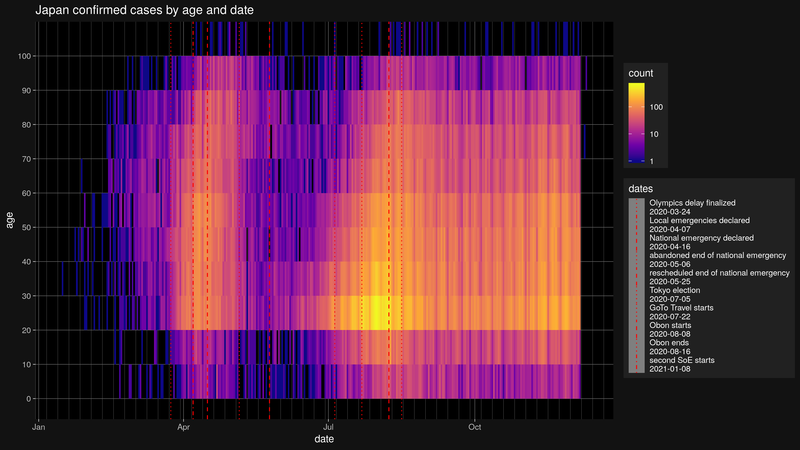 Japan confirmed cases by age and date
100
90
80
70
60
50
40
30
20
10
0
age
Jan
Apr
Jul
Oct
date
count
100
10
1
dates
Olympics delay finalized
2020-03-24
Local emergencies declared
2020-04-07
National emergency declared
2020-04-16
abandoned end of national emergency
2020-05-06
rescheduled end of national emergency
2020-05-25
Tokyo election
2020-07-05
GoTo Travel starts
2020-07-22
Obon starts
2020-08-08
Obon ends
2020-08-16
second SoE starts
2021-01-08